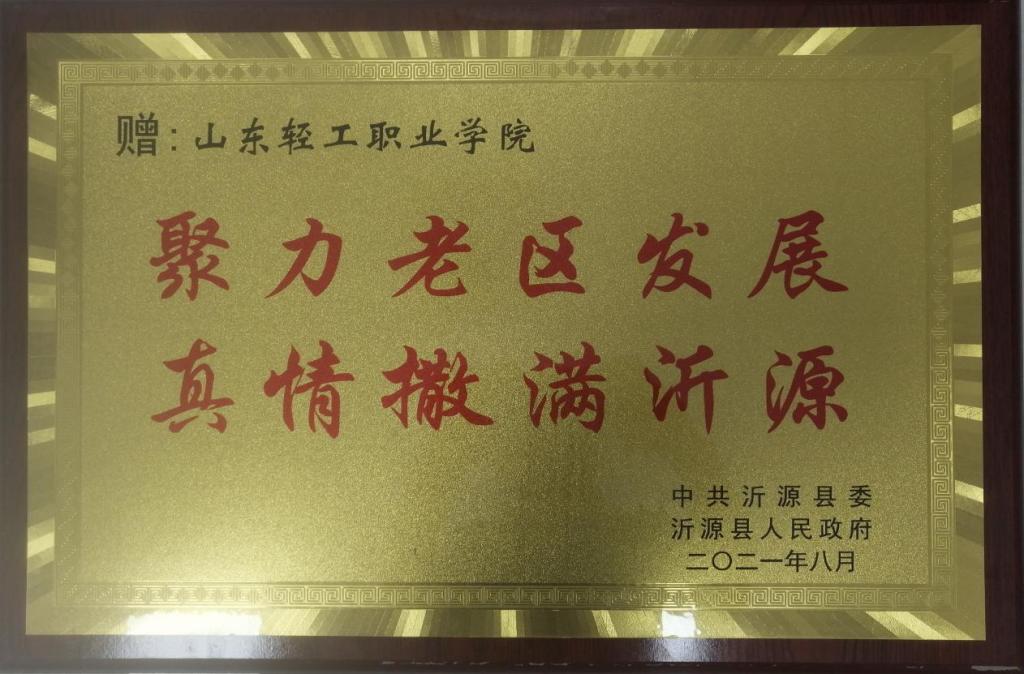 赠:山东轻工职业学院
聚力老区发展
真情撒满沂源
中共沂源县委
沂源县人民政府
二〇二一年八月